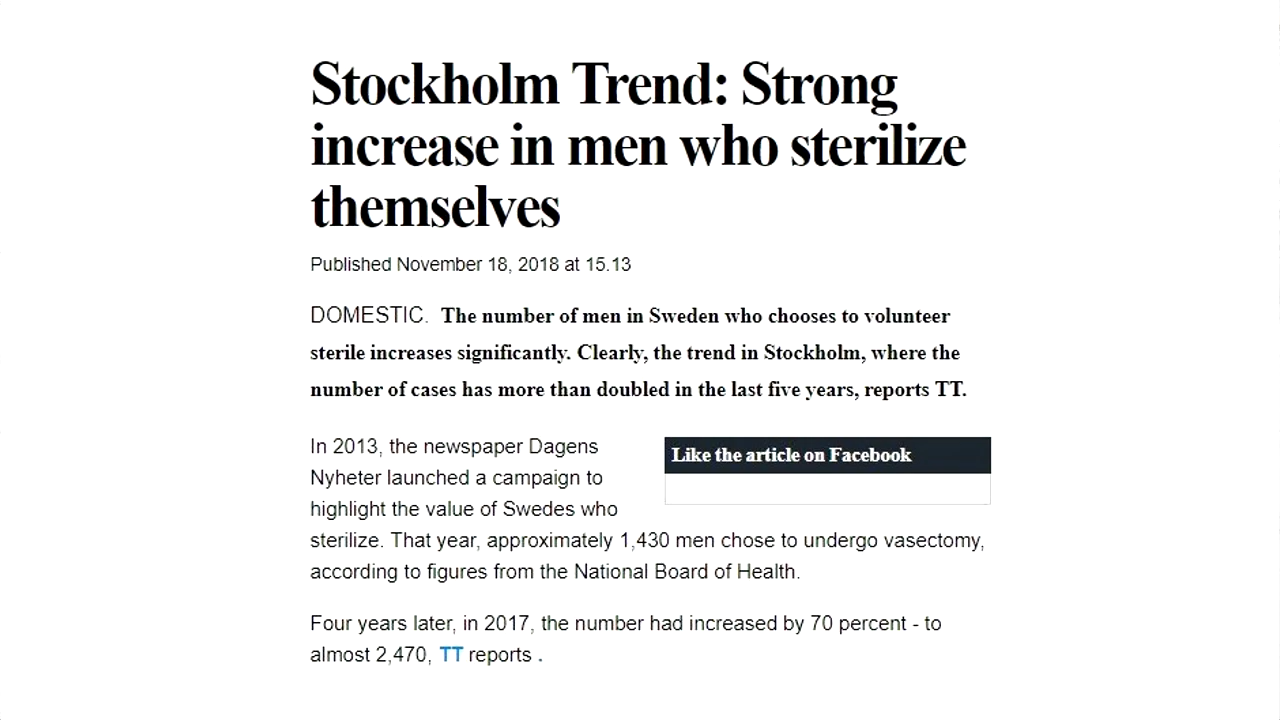 Stockholm Trend: Strong
increase in men who sterilize
themselves
Published November 18, 2018 at 15.13
DOMESTIC. The number of men in Sweden who chooses to volunteer
sterile increases significantly. Clearly, the trend in Stockholm, where the
number of cases has more than doubled in the last five years, reports TT.
In 2013, the newspaper Dagens
Nyheter launched a campaign to
highlight the value of Swedes who
sterilize. That year, approximately 1,430 men chose to undergo vasectomy,
according to figures from the National Board of Health.
Like the article on Facebook
Four years later, in 2017, the number had increased by 70 percent - to
almost 2,470, TT reports .